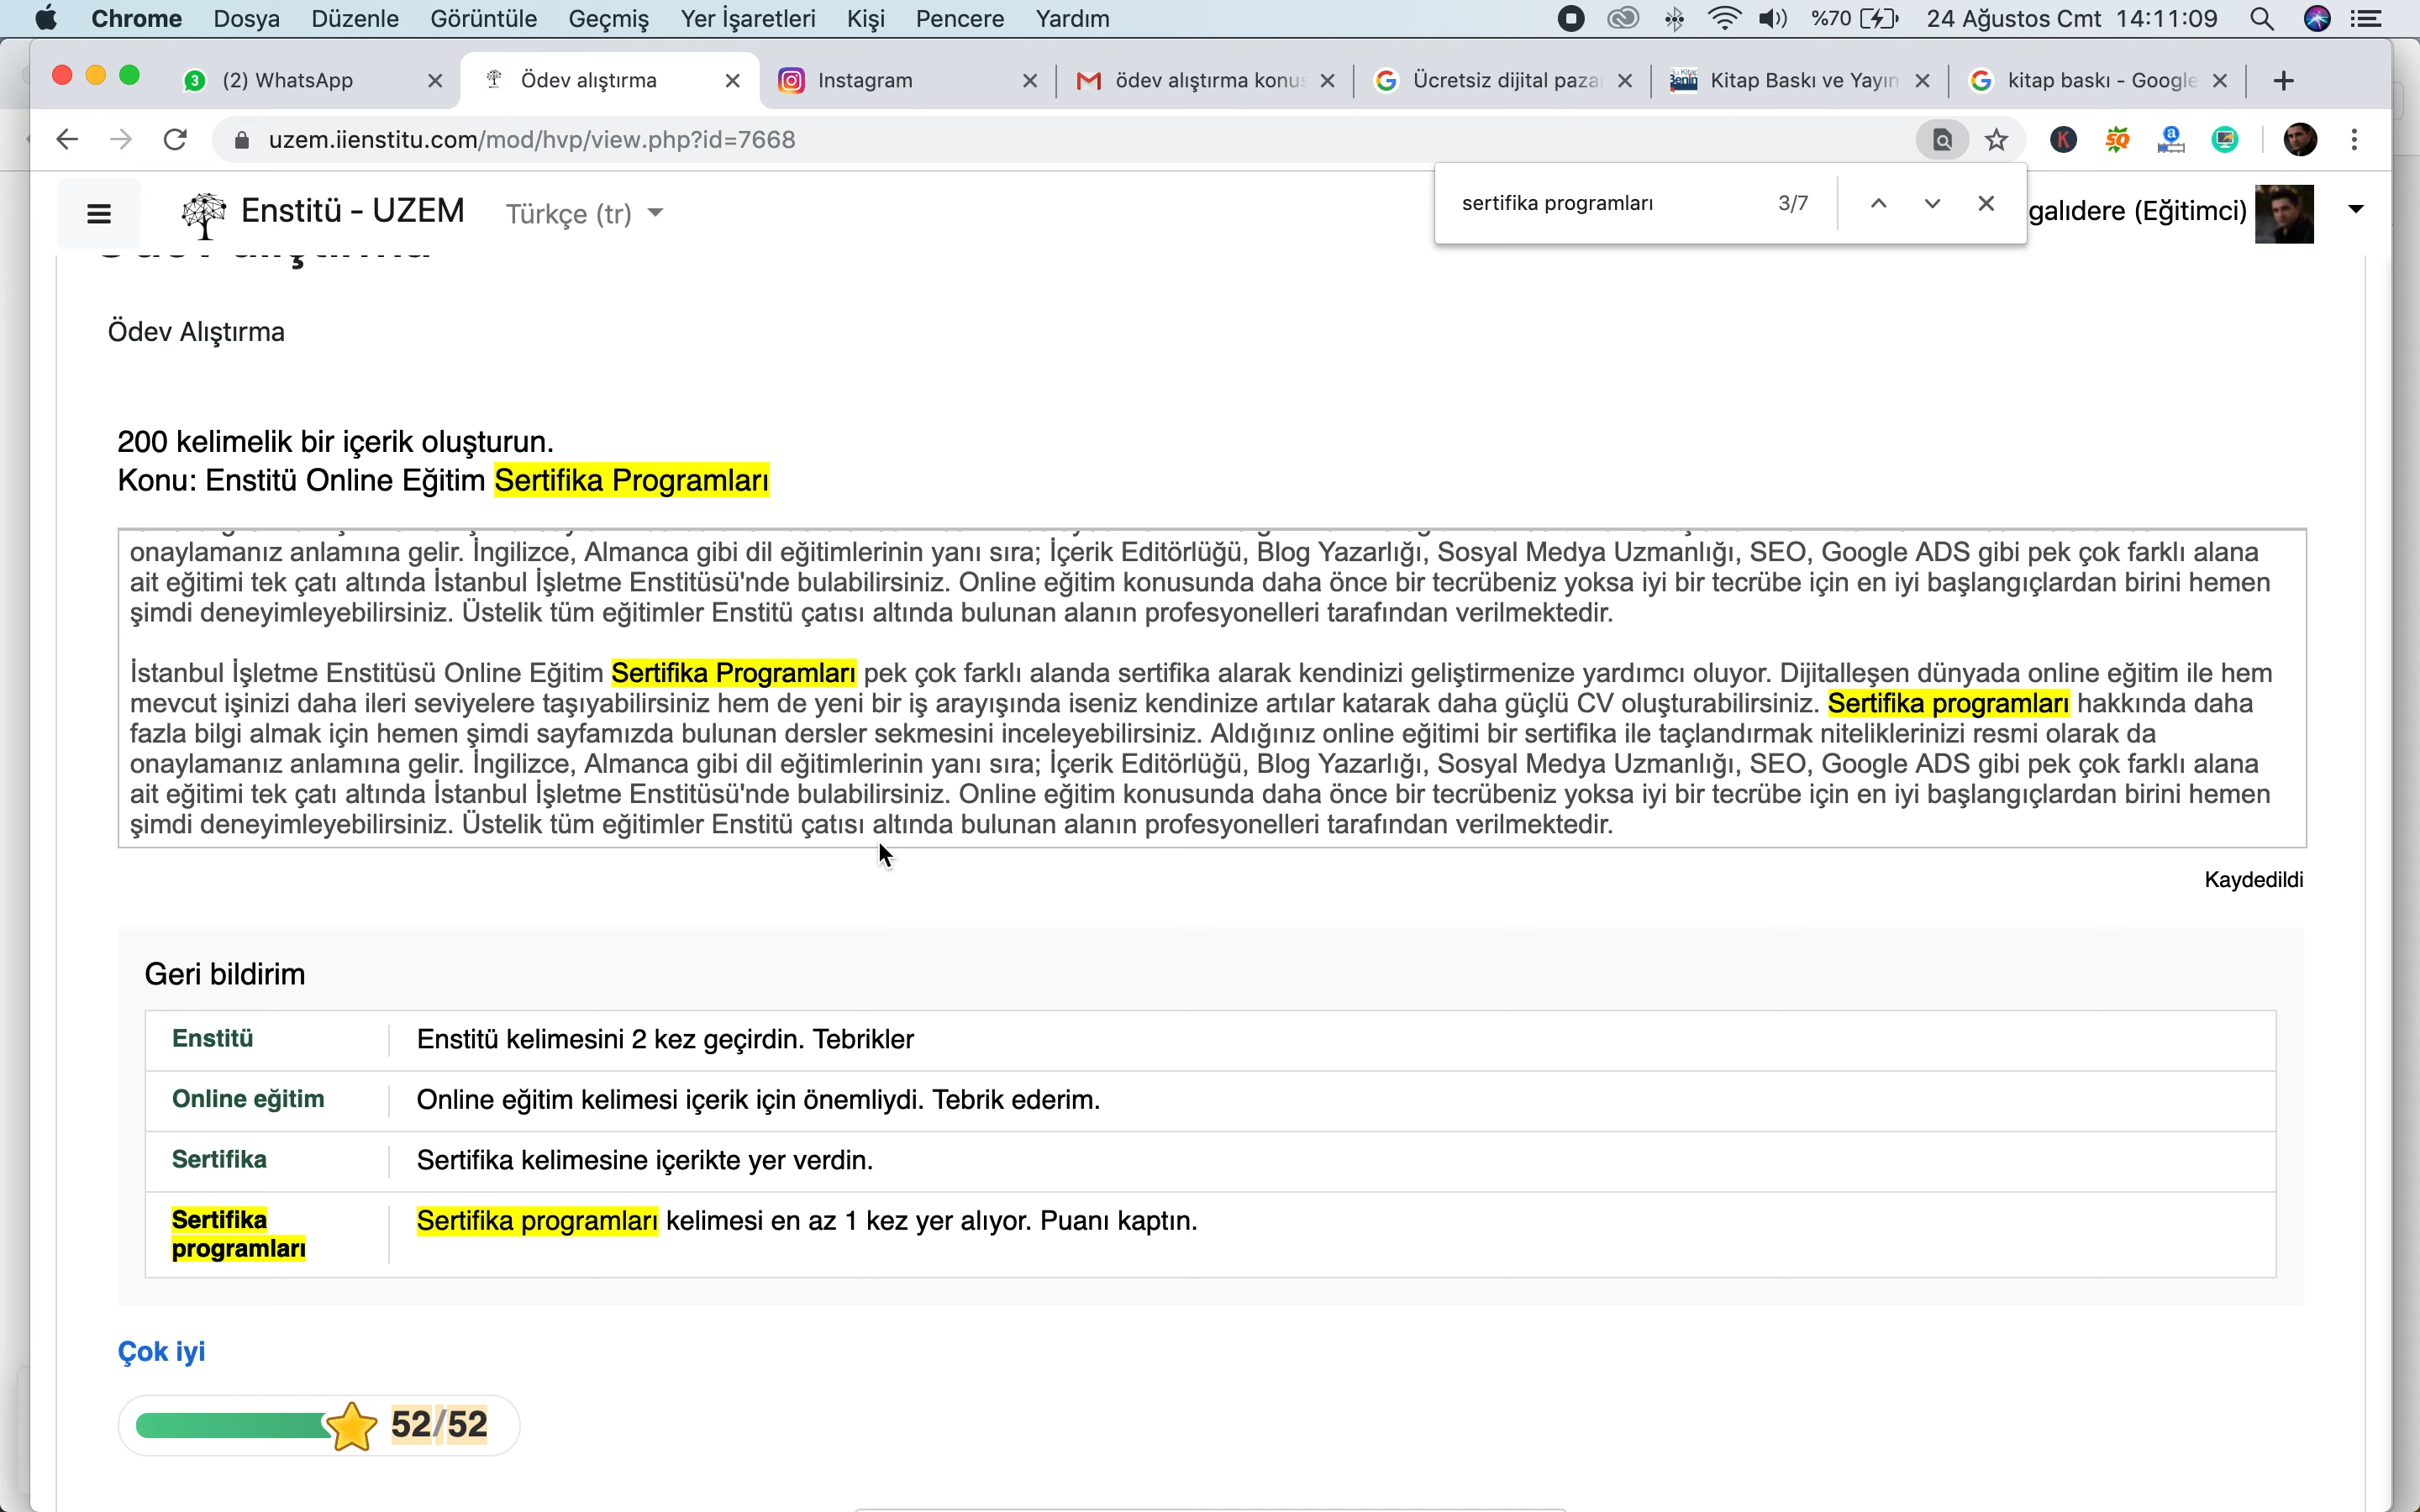 Chrome Dosya Düzenle Görüntüle Geçmiş Yer İşaretleri Kişi Pencere Yardım %70 24 Ağustos Cmt 14:11:09
3 (2) WhatsApp Ödev alıştırma Instagram ödev alıştırma konus Ücretsiz dijital paza Kitap Baskı ve Yayın kitap baskı - Google
uzem.iienstitu.com/mod/hvp/view.php?id=7668
Enstitü - UZEM Türkçe (tr) sertifika programları 3/7 galıdere (Eğitimci)
Ödev Alıştırma
200 kelimelik bir içerik oluşturun.
Konu: Enstitü Online Eğitim Sertifika Programları
onaylamanız anlamına gelir. İngilizce, Almanca gibi dil eğitimlerinin yanı sıra; İçerik Editörlüğü, Blog Yazarlığı, Sosyal Medya Uzmanlığı, SEO, Google ADS gibi pek çok farklı alana
ait eğitimi tek çatı altında İstanbul İşletme Enstitüsü'nde bulabilirsiniz. Online eğitim konusunda daha önce bir tecrübeniz yoksa iyi bir tecrübe için en iyi başlangıçlardan birini hemen
şimdi deneyimleyebilirsiniz. Üstelik tüm eğitimler Enstitü çatısı altında bulunan alanın profesyonelleri tarafından verilmektedir.
İstanbul İşletme Enstitüsü Online Eğitim Sertifika Programları pek çok farklı alanda sertifika alarak kendinizi geliştirmenize yardımcı oluyor. Dijitalleşen dünyada online eğitim ile hem
mevcut işinizi daha ileri seviyelere taşıyabilirsiniz hem de yeni bir iş arayışında iseniz kendinize artılar katarak daha güçlü CV oluşturabilirsiniz. Sertifika programları hakkında daha
fazla bilgi almak için hemen şimdi sayfamızda bulunan dersler sekmesini inceleyebilirsiniz. Aldığınız online eğitimi bir sertifika ile taçlandırmak niteliklerinizi resmi olarak da
onaylamanız anlamına gelir. İngilizce, Almanca gibi dil eğitimlerinin yanı sıra; İçerik Editörlüğü, Blog Yazarlığı, Sosyal Medya Uzmanlığı, SEO, Google ADS gibi pek çok farklı alana
ait eğitimi tek çatı altında İstanbul İşletme Enstitüsü'nde bulabilirsiniz. Online eğitim konusunda daha önce bir tecrübeniz yoksa iyi bir tecrübe için en iyi başlangıçlardan birini hemen
şimdi deneyimleyebilirsiniz. Üstelik tüm eğitimler Enstitü çatısı altında bulunan alanın profesyonelleri tarafından verilmektedir.
Kaydedildi
Geri bildirim
Enstitü Enstitü kelimesini 2 kez geçirdin. Tebrikler
Online eğitim Online eğitim kelimesi içerik için önemliydi. Tebrik ederim.
Sertifika Sertifika kelimesine içerikte yer verdin.
Sertifika Sertifika programları kelimesi en az 1 kez yer alıyor. Puanı kaptın.
programları
Çok iyi
52/52